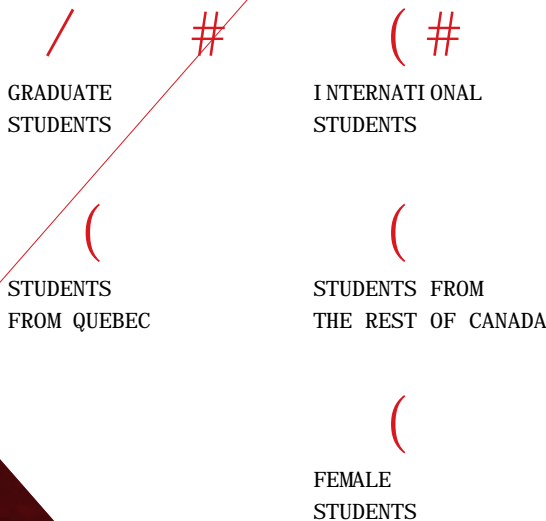 / #
GRADUATE
STUDENTS
( #
INTERNATIONAL
STUDENTS
(
STUDENTS
FROM QUEBEC
(
STUDENTS FROM
THE REST OF CANADA
(
FEMALE
STUDENTS